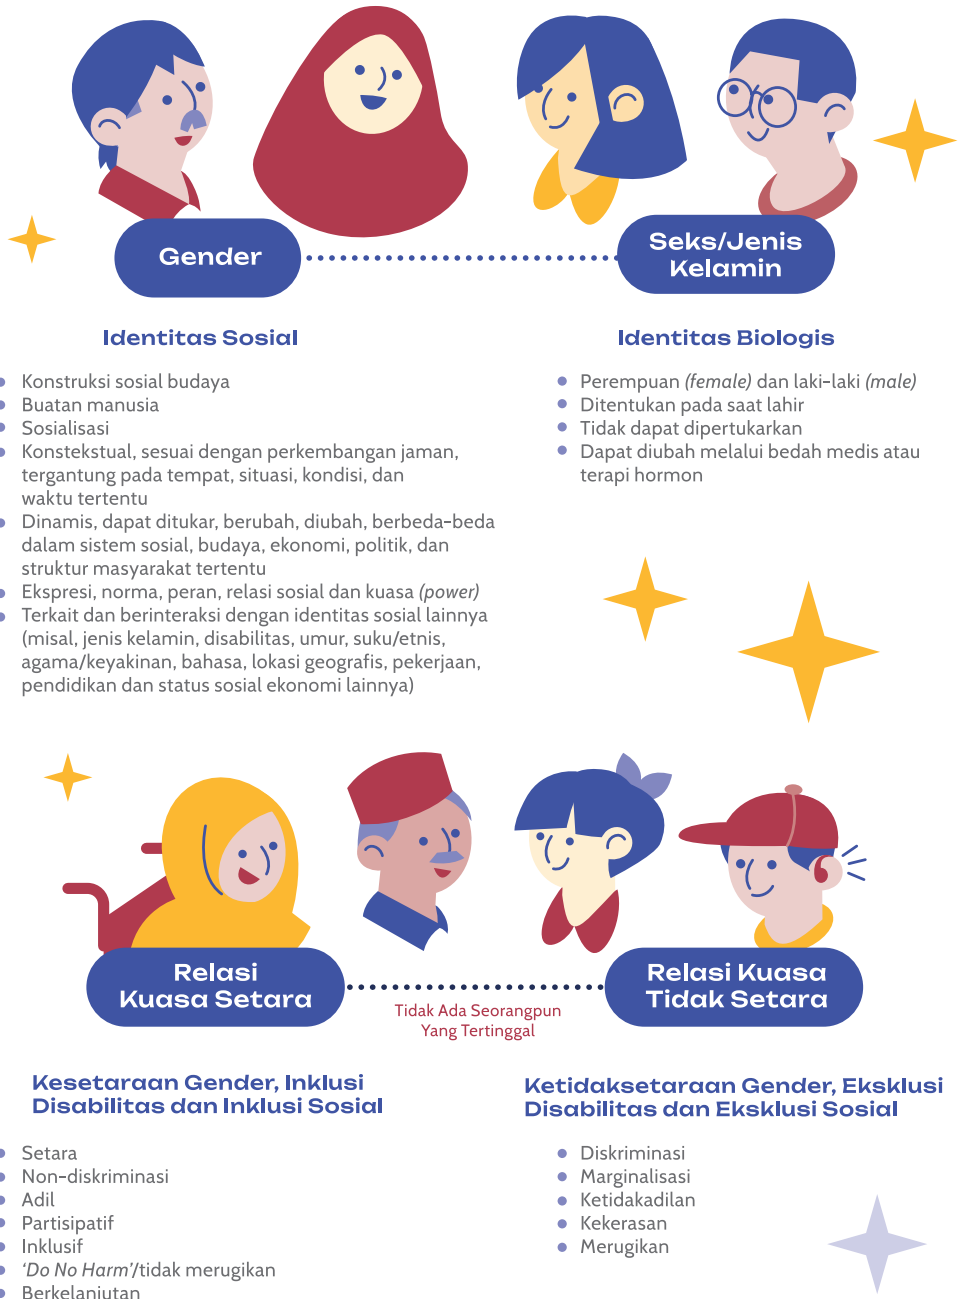 Gender
Seks/Jenis
Kelamin
Identitas Sosial
Konstruksi sosial budaya
Buatan manusia
Sosialisasi
Konstekstual, sesuai dengan perkembangan jaman,
tergantung pada tempat, situasi, kondisi, dan
waktu tertentu
Dinamis, dapat ditukar, berubah, diubah, berbeda-beda
dalam sistem sosial, budaya, ekonomi, politik, dan
struktur masyarakat tertentu
Ekspresi, norma, peran, relasi sosial dan kuasa (power)
Terkait dan berinteraksi dengan identitas sosial lainnya
(misal, jenis kelamin, disabilitas, umur, suku/etnis,
agama/keyakinan, bahasa, lokasi geografis, pekerjaan,
pendidikan dan status sosial ekonomi lainnya)
Identitas Biologis
Perempuan (female) dan laki-laki (male)
Ditentukan pada saat lahir
Tidak dapat dipertukarkan
Dapat diubah melalui bedah medis atau
terapi hormon
Relasi
Kuasa Setara
Tidak Ada Seorangpun
Yang Tertinggal
Relasi Kuasa
Tidak Setara
Kesetaraan Gender, Inklusi
Disabilitas dan Inklusi Sosial
Setara
Non-diskriminasi
Adil
Partisipatif
Inklusif
‘Do No Harm’/tidak merugikan
Berkelanjutan
Ketidaksetaraan Gender, Eksklusi
Disabilitas dan Eksklusi Sosial
Diskriminasi
Marginalisasi
Ketidakadilan
Kekerasan
Merugikan